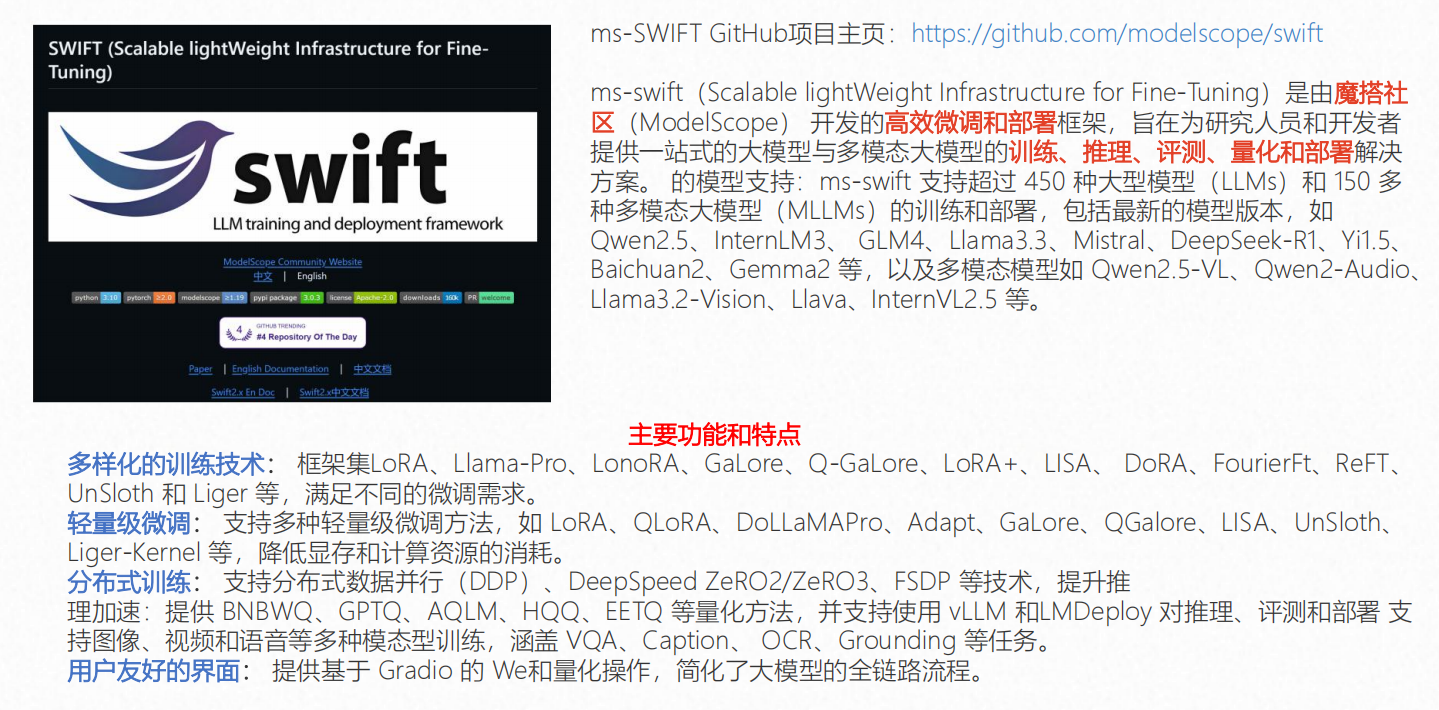 SWIFT (Scalable lightWeight Infrastructure for Fine-
Tuning)
swift
LLM training and deployment framework
ModelScope Community Website
中文 | English
python 3.10 pytorch ≥2.0 modelscope ≥1.19 pypi package 3.0.3 license Apache-2.0 downloads 160k PR welcome
4
GITHUB TRENDING
#4 Repository Of The Day
Paper | English Documentation | 中文文档
Swift2.x En Doc | Swift2.x中文文档
ms-SWIFT GitHub项目主页：https://github.com/modelscope/swift
ms-swift（Scalable lightWeight Infrastructure for Fine-Tuning）是由魔搭社
区（ModelScope） 开发的高效微调和部署框架，旨在为研究人员和开发者
提供一站式的大模型与多模态大模型的训练、推理、评测、量化和部署解决
方案。 的模型支持：ms-swift 支持超过 450 种大型模型（LLMs）和 150 多
种多模态大模型（MLLMs）的训练和部署，包括最新的模型版本，如
Qwen2.5、InternLM3、 GLM4、Llama3.3、Mistral、DeepSeek-R1、Yi1.5、
Baichuan2、Gemma2 等，以及多模态模型如 Qwen2.5-VL、Qwen2-Audio、
Llama3.2-Vision、Llava、InternVL2.5 等。
主要功能和特点
多样化的训练技术： 框架集LoRA、Llama-Pro、LonoRA、GaLore、Q-GaLore、LoRA+、LISA、 DoRA、FourierFt、ReFT、
UnSloth 和 Liger 等，满足不同的微调需求。
轻量级微调： 支持多种轻量级微调方法，如 LoRA、QLoRA、DoLLaMAPro、Adapt、GaLore、QGalore、LISA、UnSloth、
Liger-Kernel 等，降低显存和计算资源的消耗。
分布式训练： 支持分布式数据并行（DDP）、DeepSpeed ZeRO2/ZeRO3、FSDP 等技术，提升推
理加速：提供 BNBWQ、GPTQ、AQLM、HQQ、EETQ 等量化方法，并支持使用 vLLM 和LMDeploy 对推理、评测和部署 支
持图像、视频和语音等多种模态型训练，涵盖 VQA、Caption、 OCR、Grounding 等任务。
用户友好的界面： 提供基于 Gradio 的 We和量化操作，简化了大模型的全链路流程。